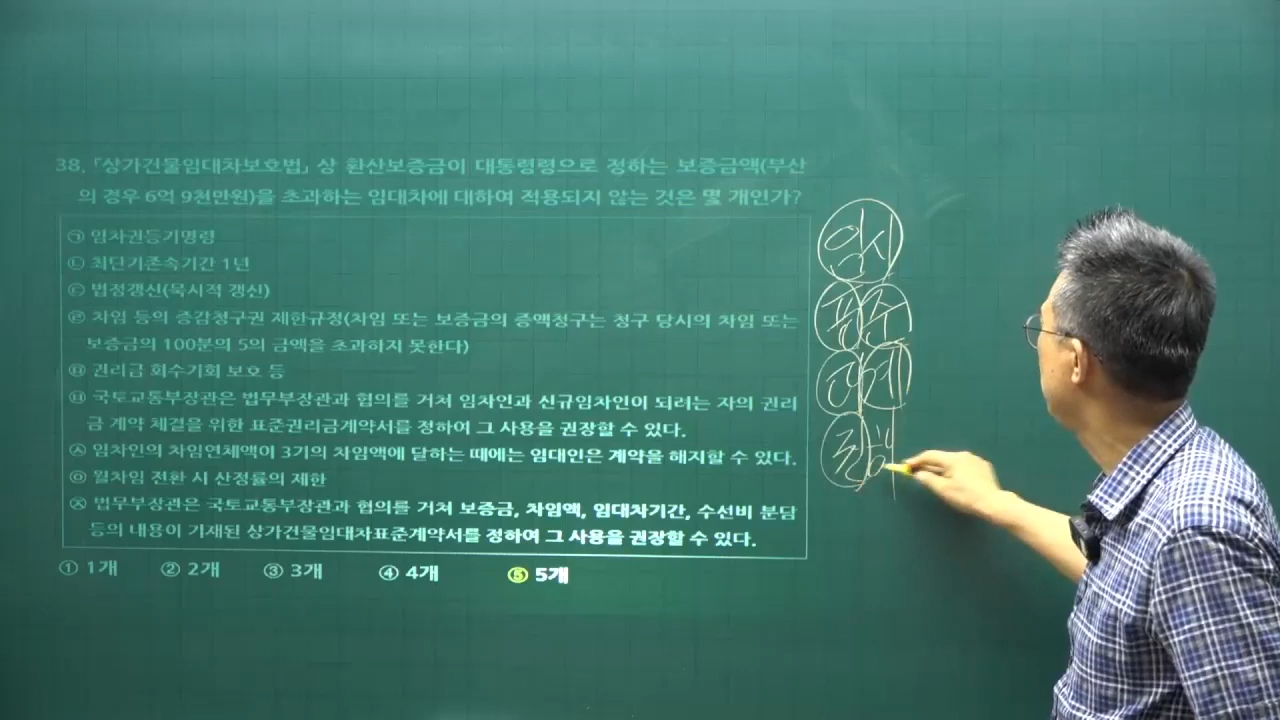 38. 「상가건물임대차보호법」 상 환산보증금이 대통령령으로 정하는 보증금액(부산
의 경우 6억 9천만원)을 초과하는 임대차에 대하여 적용되지 않는 것은 몇 개인가?
㉠ 임차권등기명령
㉡ 최단기존속기간 1년
㉢ 법정갱신(묵시적 갱신)
㉣ 차임 등의 증감청구권 제한규정(차임 또는 보증금의 증액청구는 청구 당시의 차임 또는
보증금의 100분의 5의 금액을 초과하지 못한다)
㉤ 권리금 회수기회 보호 등
㉥ 국토교통부장관은 법무부장관과 협의를 거쳐 임차인과 신규임차인이 되려는 자의 권리
금 계약 체결을 위한 표준권리금계약서를 정하여 그 사용을 권장할 수 있다.
㉦ 임차인의 차임연체액이 3기의 차임액에 달하는 때에는 임대인은 계약을 해지할 수 있다.
㉧ 월차임 전환 시 산정률의 제한
㉨ 법무부장관은 국토교통부장관과 협의를 거쳐 보증금, 차임액, 임대차기간, 수선비 분담
등의 내용이 기재된 상가건물임대차표준계약서를 정하여 그 사용을 권장할 수 있다.
① 1개 ② 2개 ③ 3개 ④ 4개 ⑤ 5개
표준